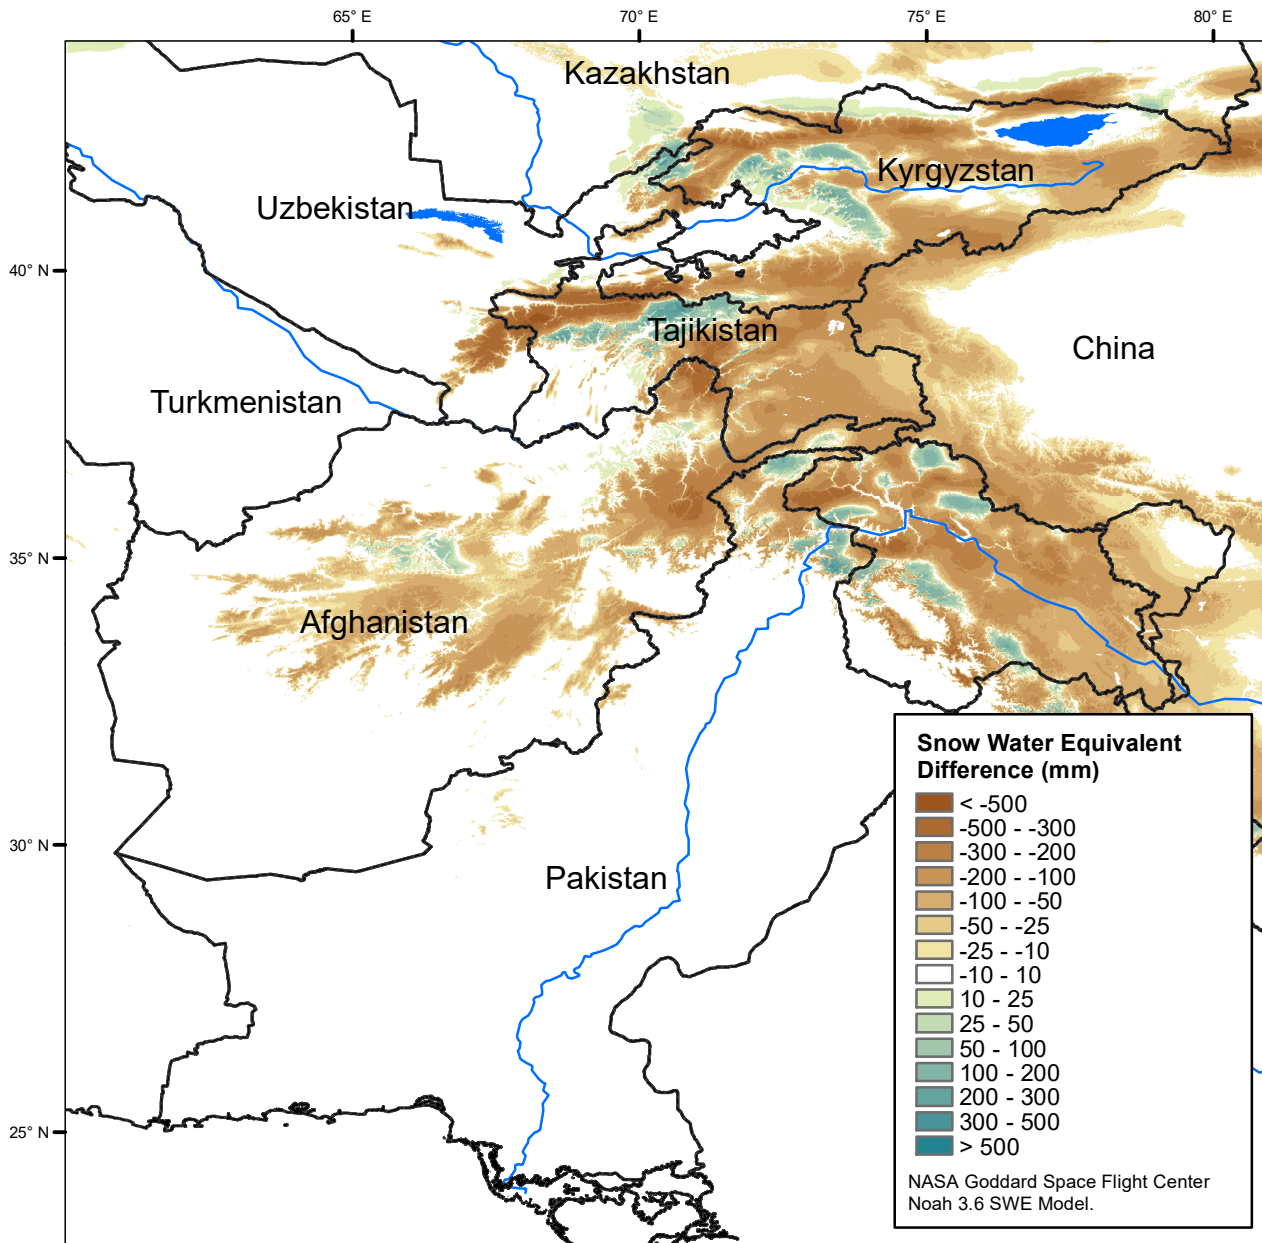 65° E
70° E
75° E
80° E
Kazakhstan
Kyrgyzstan
Uzbekistan
40° N
Tajikistan
China
Turkmenistan
35° N
Afghanistan
30° N
Pakistan
25° N
Snow Water Equivalent
Difference (mm)
< -500
-500 - -300
-300 - -200
-200 - -100
-100 - -50
-50 - -25
-25 - -10
-10 - 10
10 - 25
25 - 50
50 - 100
100 - 200
200 - 300
300 - 500
> 500
NASA Goddard Space Flight Center
Noah 3.6 SWE Model.